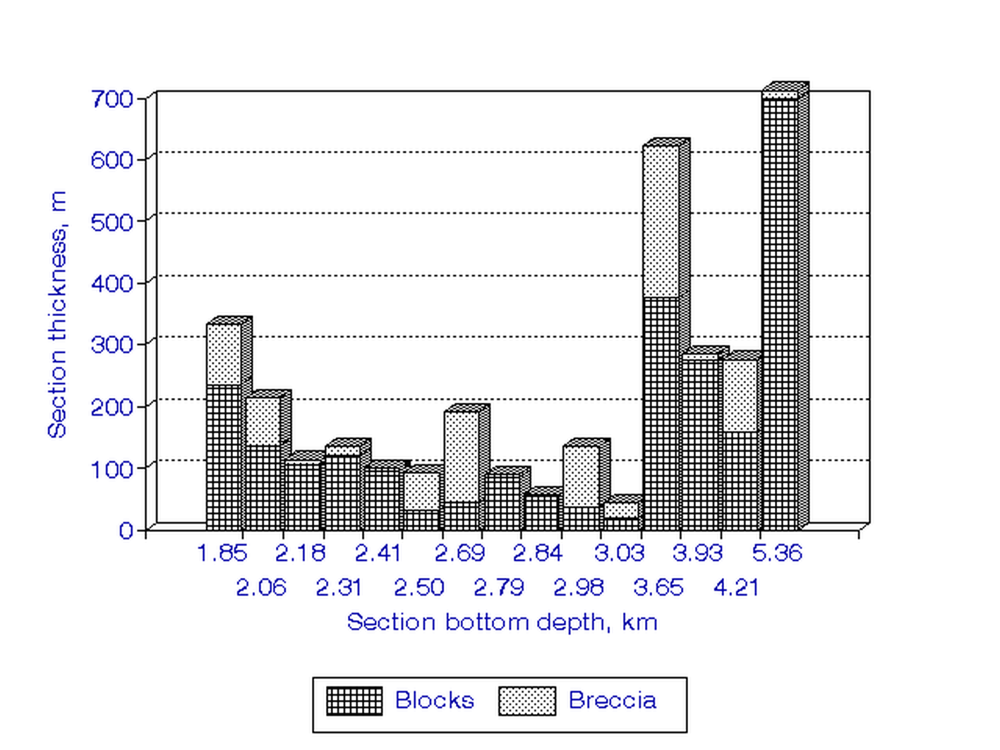 700
600
500
400
300
200
100
0
Section thickness, m
1.85 2.18 2.41 2.69 2.84 3.03 3.93 5.36
2.06 2.31 2.50 2.79 2.98 3.65 4.21
Section bottom depth, km
Blocks Breccia